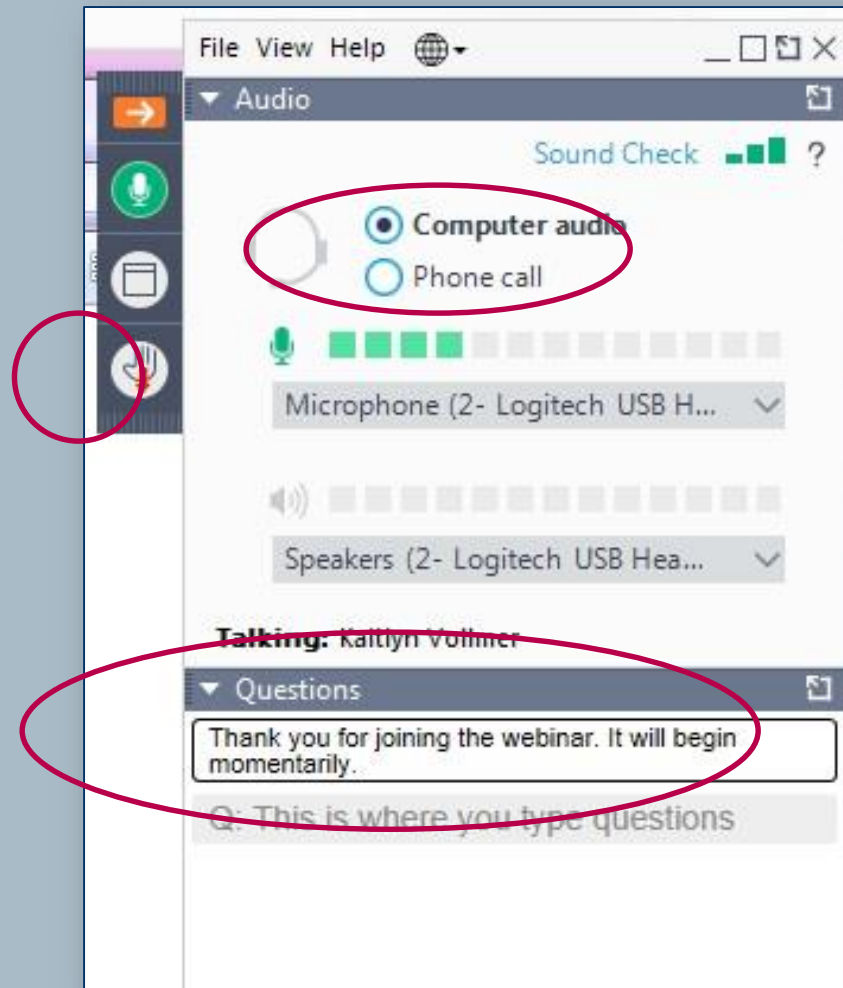 File View Help
Audio
Sound Check ?
Computer audio
Phone call
Microphone (2- Logitech USB H...
Speakers (2- Logitech USB Hea...
Talking: Kaitlyn Vollmer
Questions
Thank you for joining the webinar. It will begin
momentarily.
Q: This is where you type questions